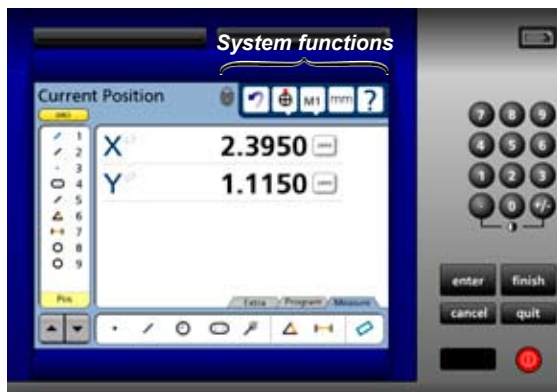 System functions
Current Position
M1 mm ?
1
2
3
4
5
6
7
8
9
X 2.3950
Y 1.1150
Pos
Extra Program Measure
7 8 9
4 5 6
1 2 3
. 0 +/-
enter finish
cancel quit